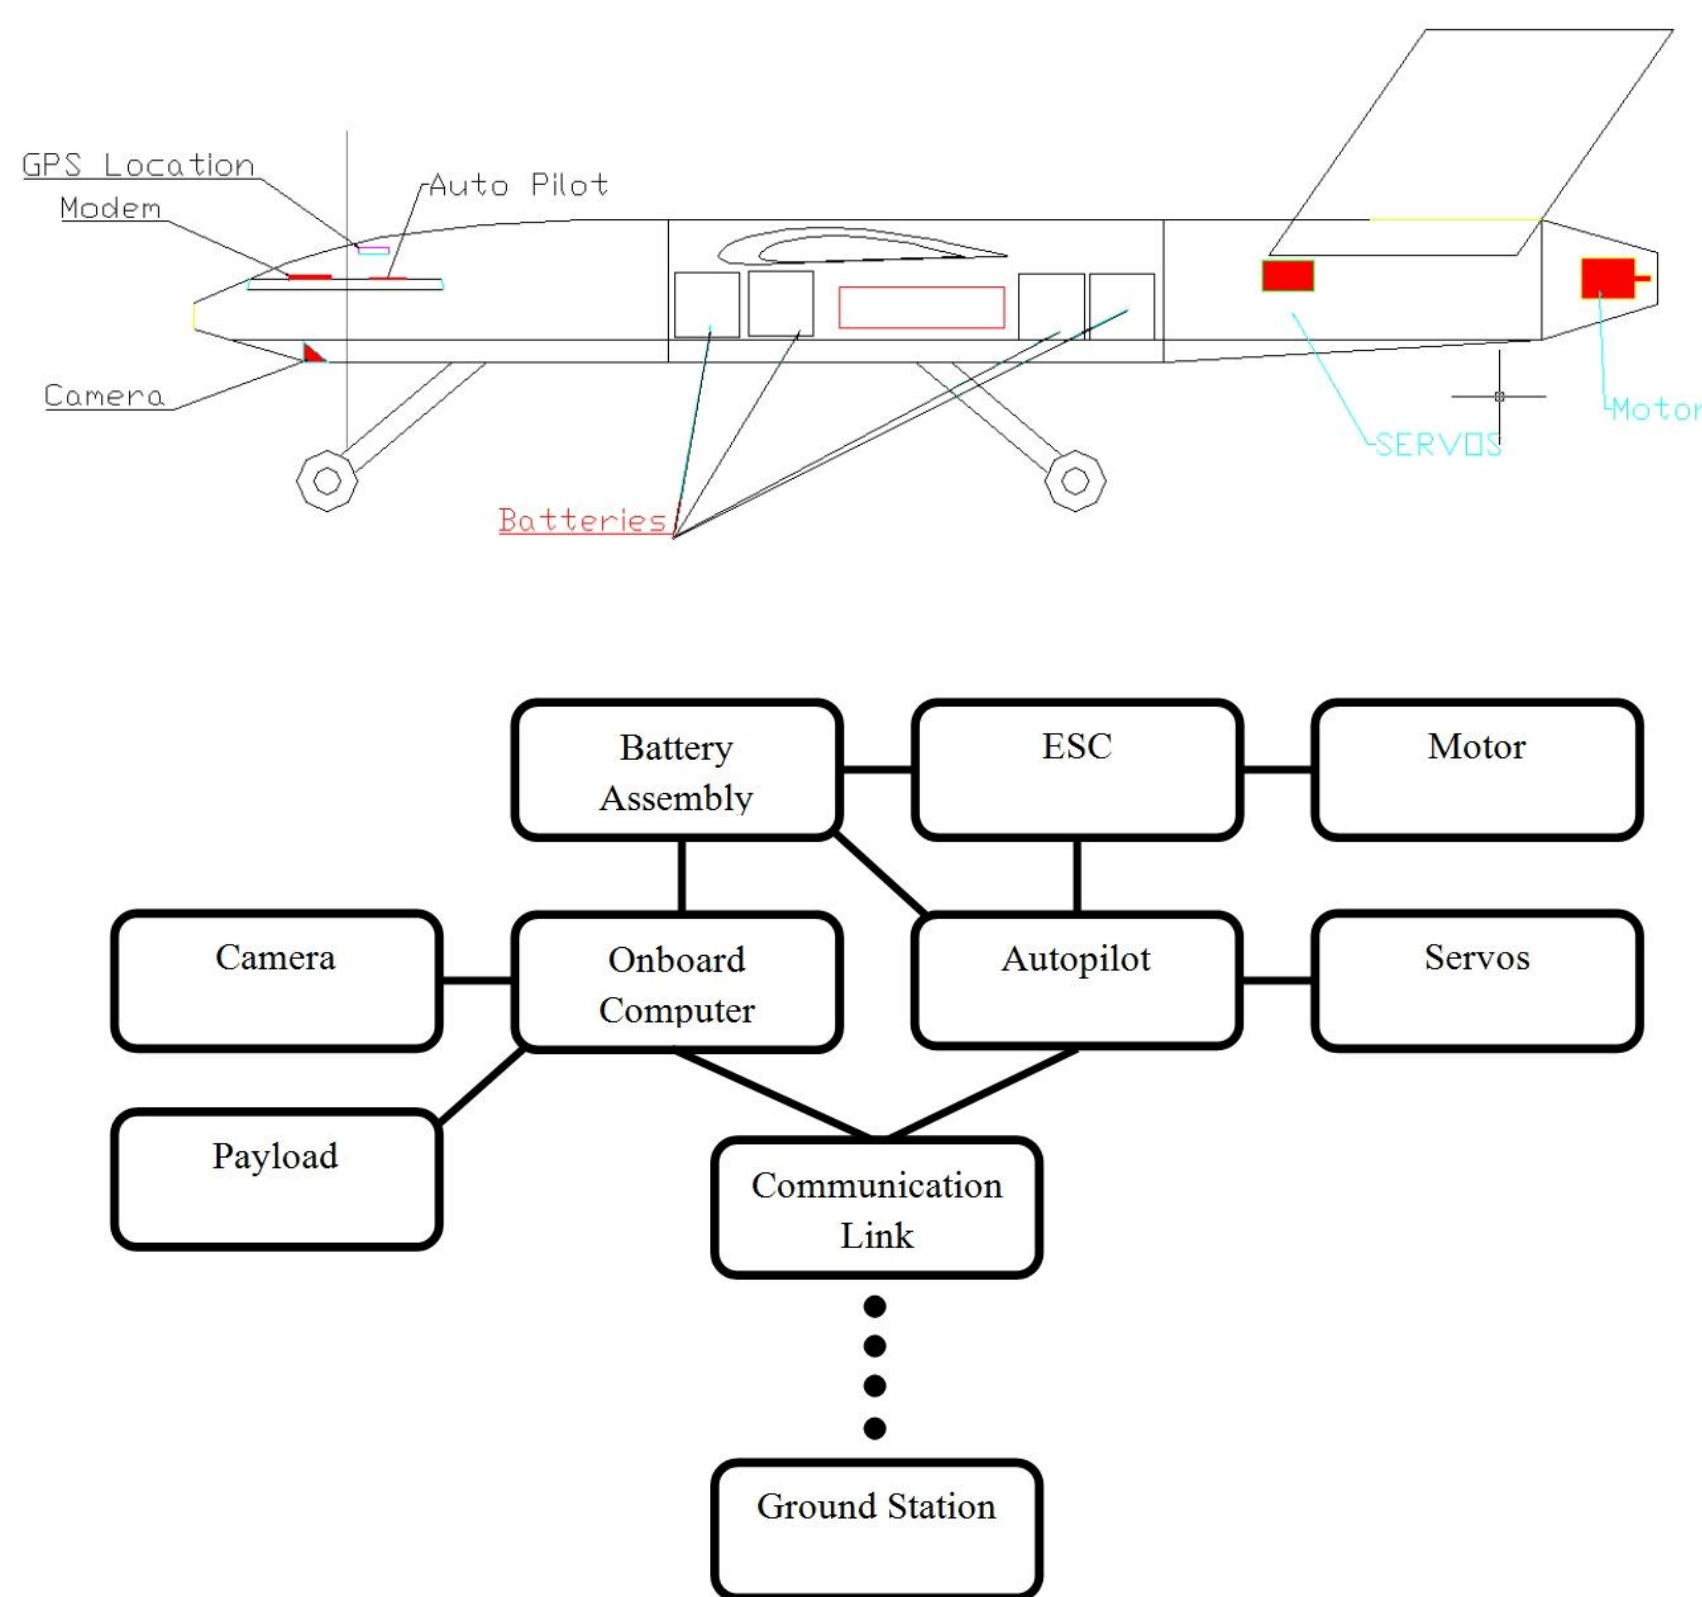 GPS Location
Modem
Auto Pilot
Camera
Batteries
SERVOS
Motor
Battery
Assembly
ESC
Motor
Camera
Onboard
Computer
Autopilot
Servos
Payload
Communication
Link
Ground Station